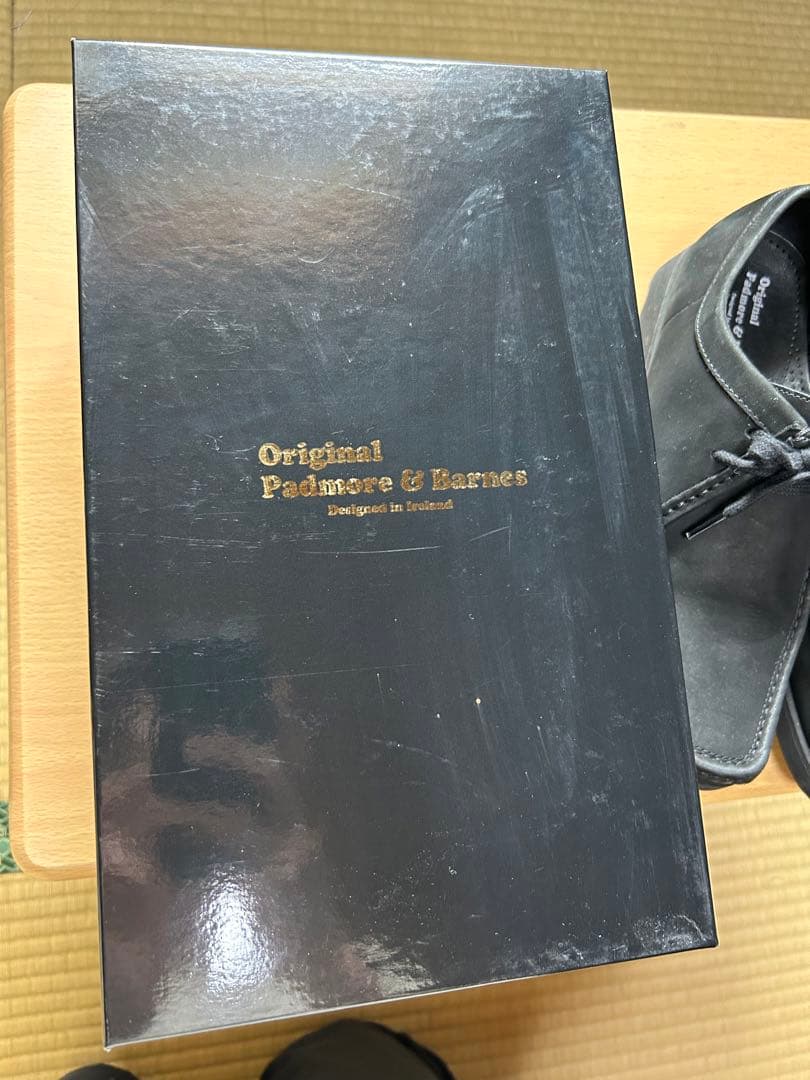 Original
Padmore & Barnes
Designed in Ireland
Original
Padmore &